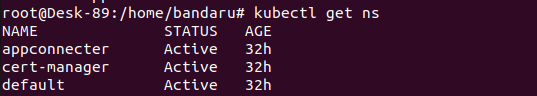 root@Desk-89:/home/bandaru# kubectl get ns
NAME STATUS AGE
appconnecter Active 32h
cert-manager Active 32h
default Active 32h